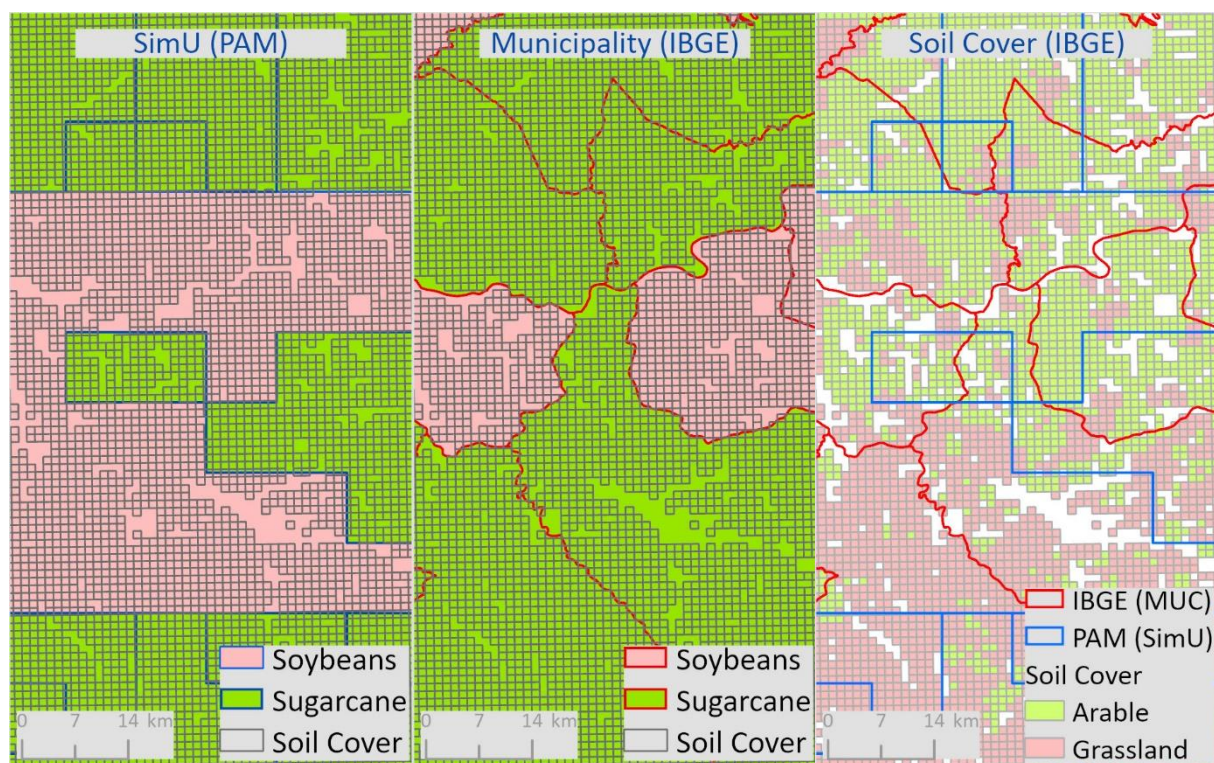 SimU (PAM)
Municipality (IBGE)
Soil Cover (IBGE)
Soybeans
Sugarcane
Soil Cover
0 7 14 km
Soybeans
Sugarcane
Soil Cover
0 7 14 km
IBGE (MUC)
PAM (SimU)
Soil Cover
Arable
Grassland
0 7 14 km